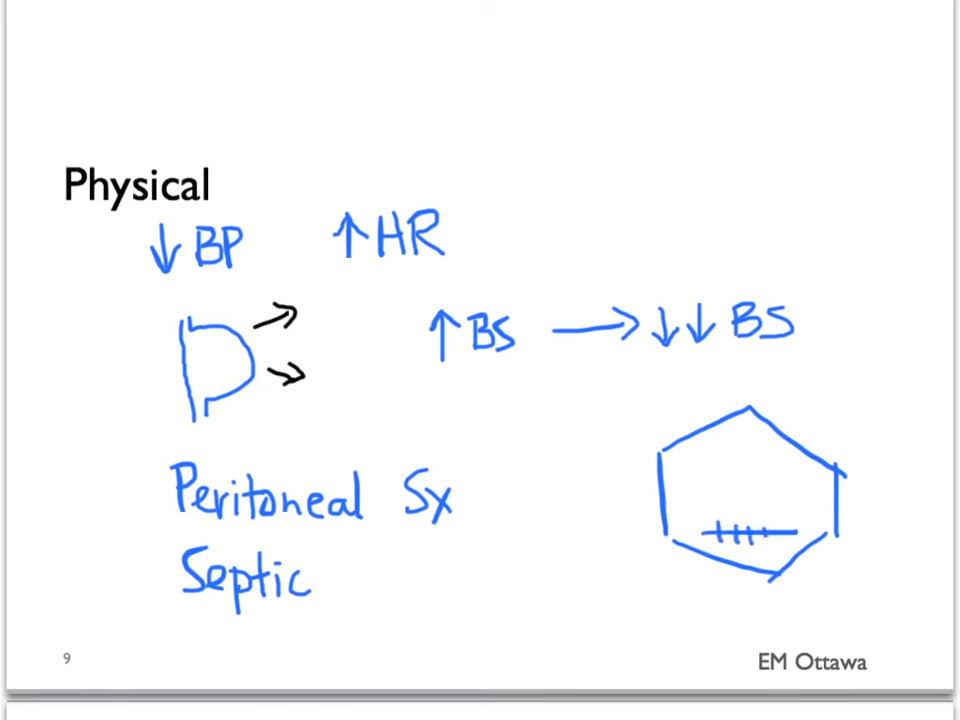 Physical
↓ BP ↑ HR
↑ BS → ↓↓ BS
Peritoneal Sx
Septic
9 EM Ottawa